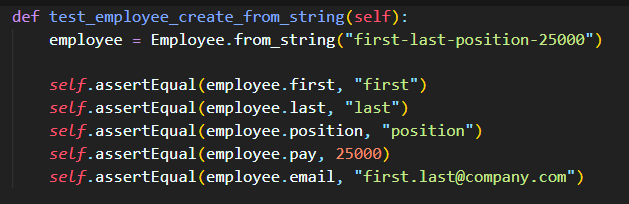 def test_employee_create_from_string(self):
    employee = Employee.from_string("first-last-position-25000")

    self.assertEqual(employee.first, "first")
    self.assertEqual(employee.last, "last")
    self.assertEqual(employee.position, "position")
    self.assertEqual(employee.pay, 25000)
    self.assertEqual(employee.email, "first.last@company.com")